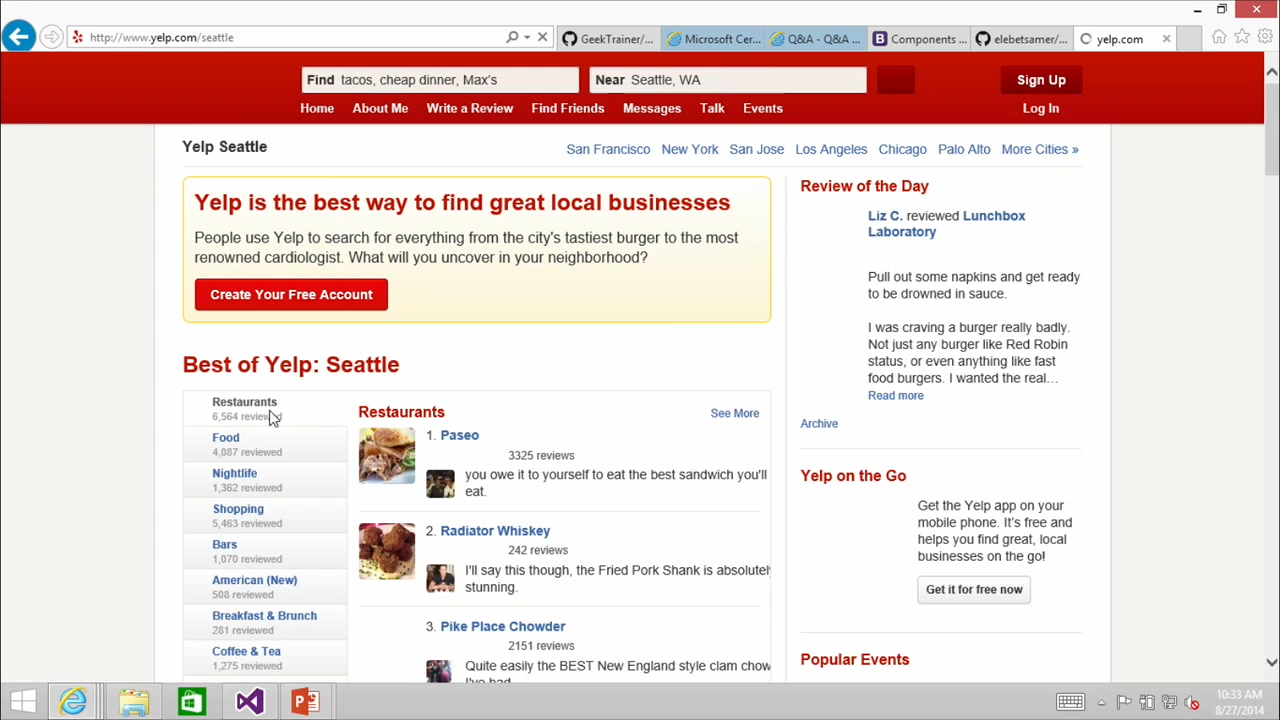 http://www.yelp.com/seattle
GeekTrainer/...
Microsoft Cer...
Q&A - Q&A ...
Components ...
elebetsamer/...
yelp.com
Find tacos, cheap dinner, Max's
Near Seattle, WA
Sign Up
Home About Me Write a Review Find Friends Messages Talk Events
Log In
Yelp Seattle
San Francisco New York San Jose Los Angeles Chicago Palo Alto More Cities »
Yelp is the best way to find great local businesses
People use Yelp to search for everything from the city's tastiest burger to the most
renowned cardiologist. What will you uncover in your neighborhood?
Create Your Free Account
Best of Yelp: Seattle
Restaurants
6,564 reviewed
Food
4,087 reviewed
Nightlife
1,362 reviewed
Shopping
5,463 reviewed
Bars
1,070 reviewed
American (New)
508 reviewed
Breakfast & Brunch
281 reviewed
Coffee & Tea
1,275 reviewed
Restaurants
See More
1. Paseo
3325 reviews
you owe it to yourself to eat the best sandwich you'll
eat.
2. Radiator Whiskey
242 reviews
I'll say this though, the Fried Pork Shank is absolutely
stunning.
3. Pike Place Chowder
2151 reviews
Quite easily the BEST New England style clam chow
I've had
Review of the Day
Liz C. reviewed Lunchbox
Laboratory
Pull out some napkins and get ready
to be drowned in sauce.
I was craving a burger really badly.
Not just any burger like Red Robin
status, or even anything like fast
food burgers. I wanted the real...
Read more
Archive
Yelp on the Go
Get the Yelp app on your
mobile phone. It's free and
helps you find great, local
businesses on the go!
Get it for free now
Popular Events
10:33 AM
8/27/2014